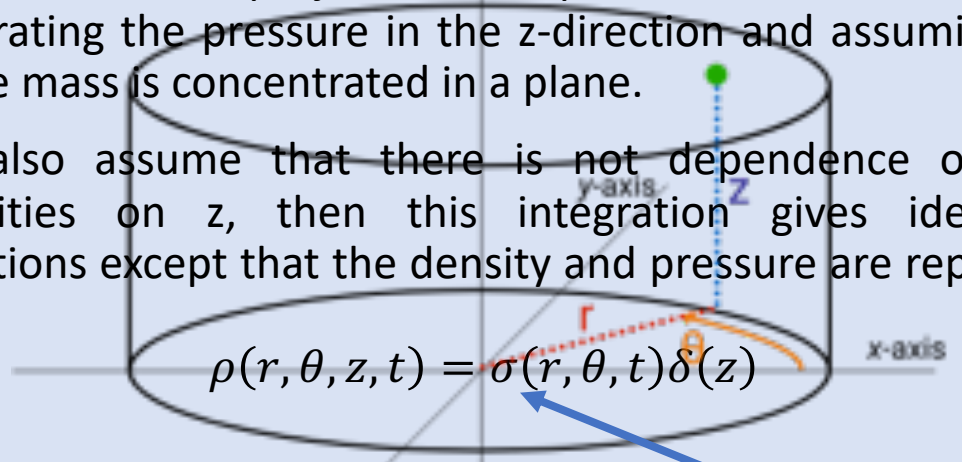 rating the pressure in the z-direction and assumi
e mass is concentrated in a plane.
also assume that there is not dependence o
y-axis
z
ities on z, then this integration gives ide
tions except that the density and pressure are rep
r
θ
x-axis
ρ(r, θ, z, t) = σ(r, θ, t)δ(z)